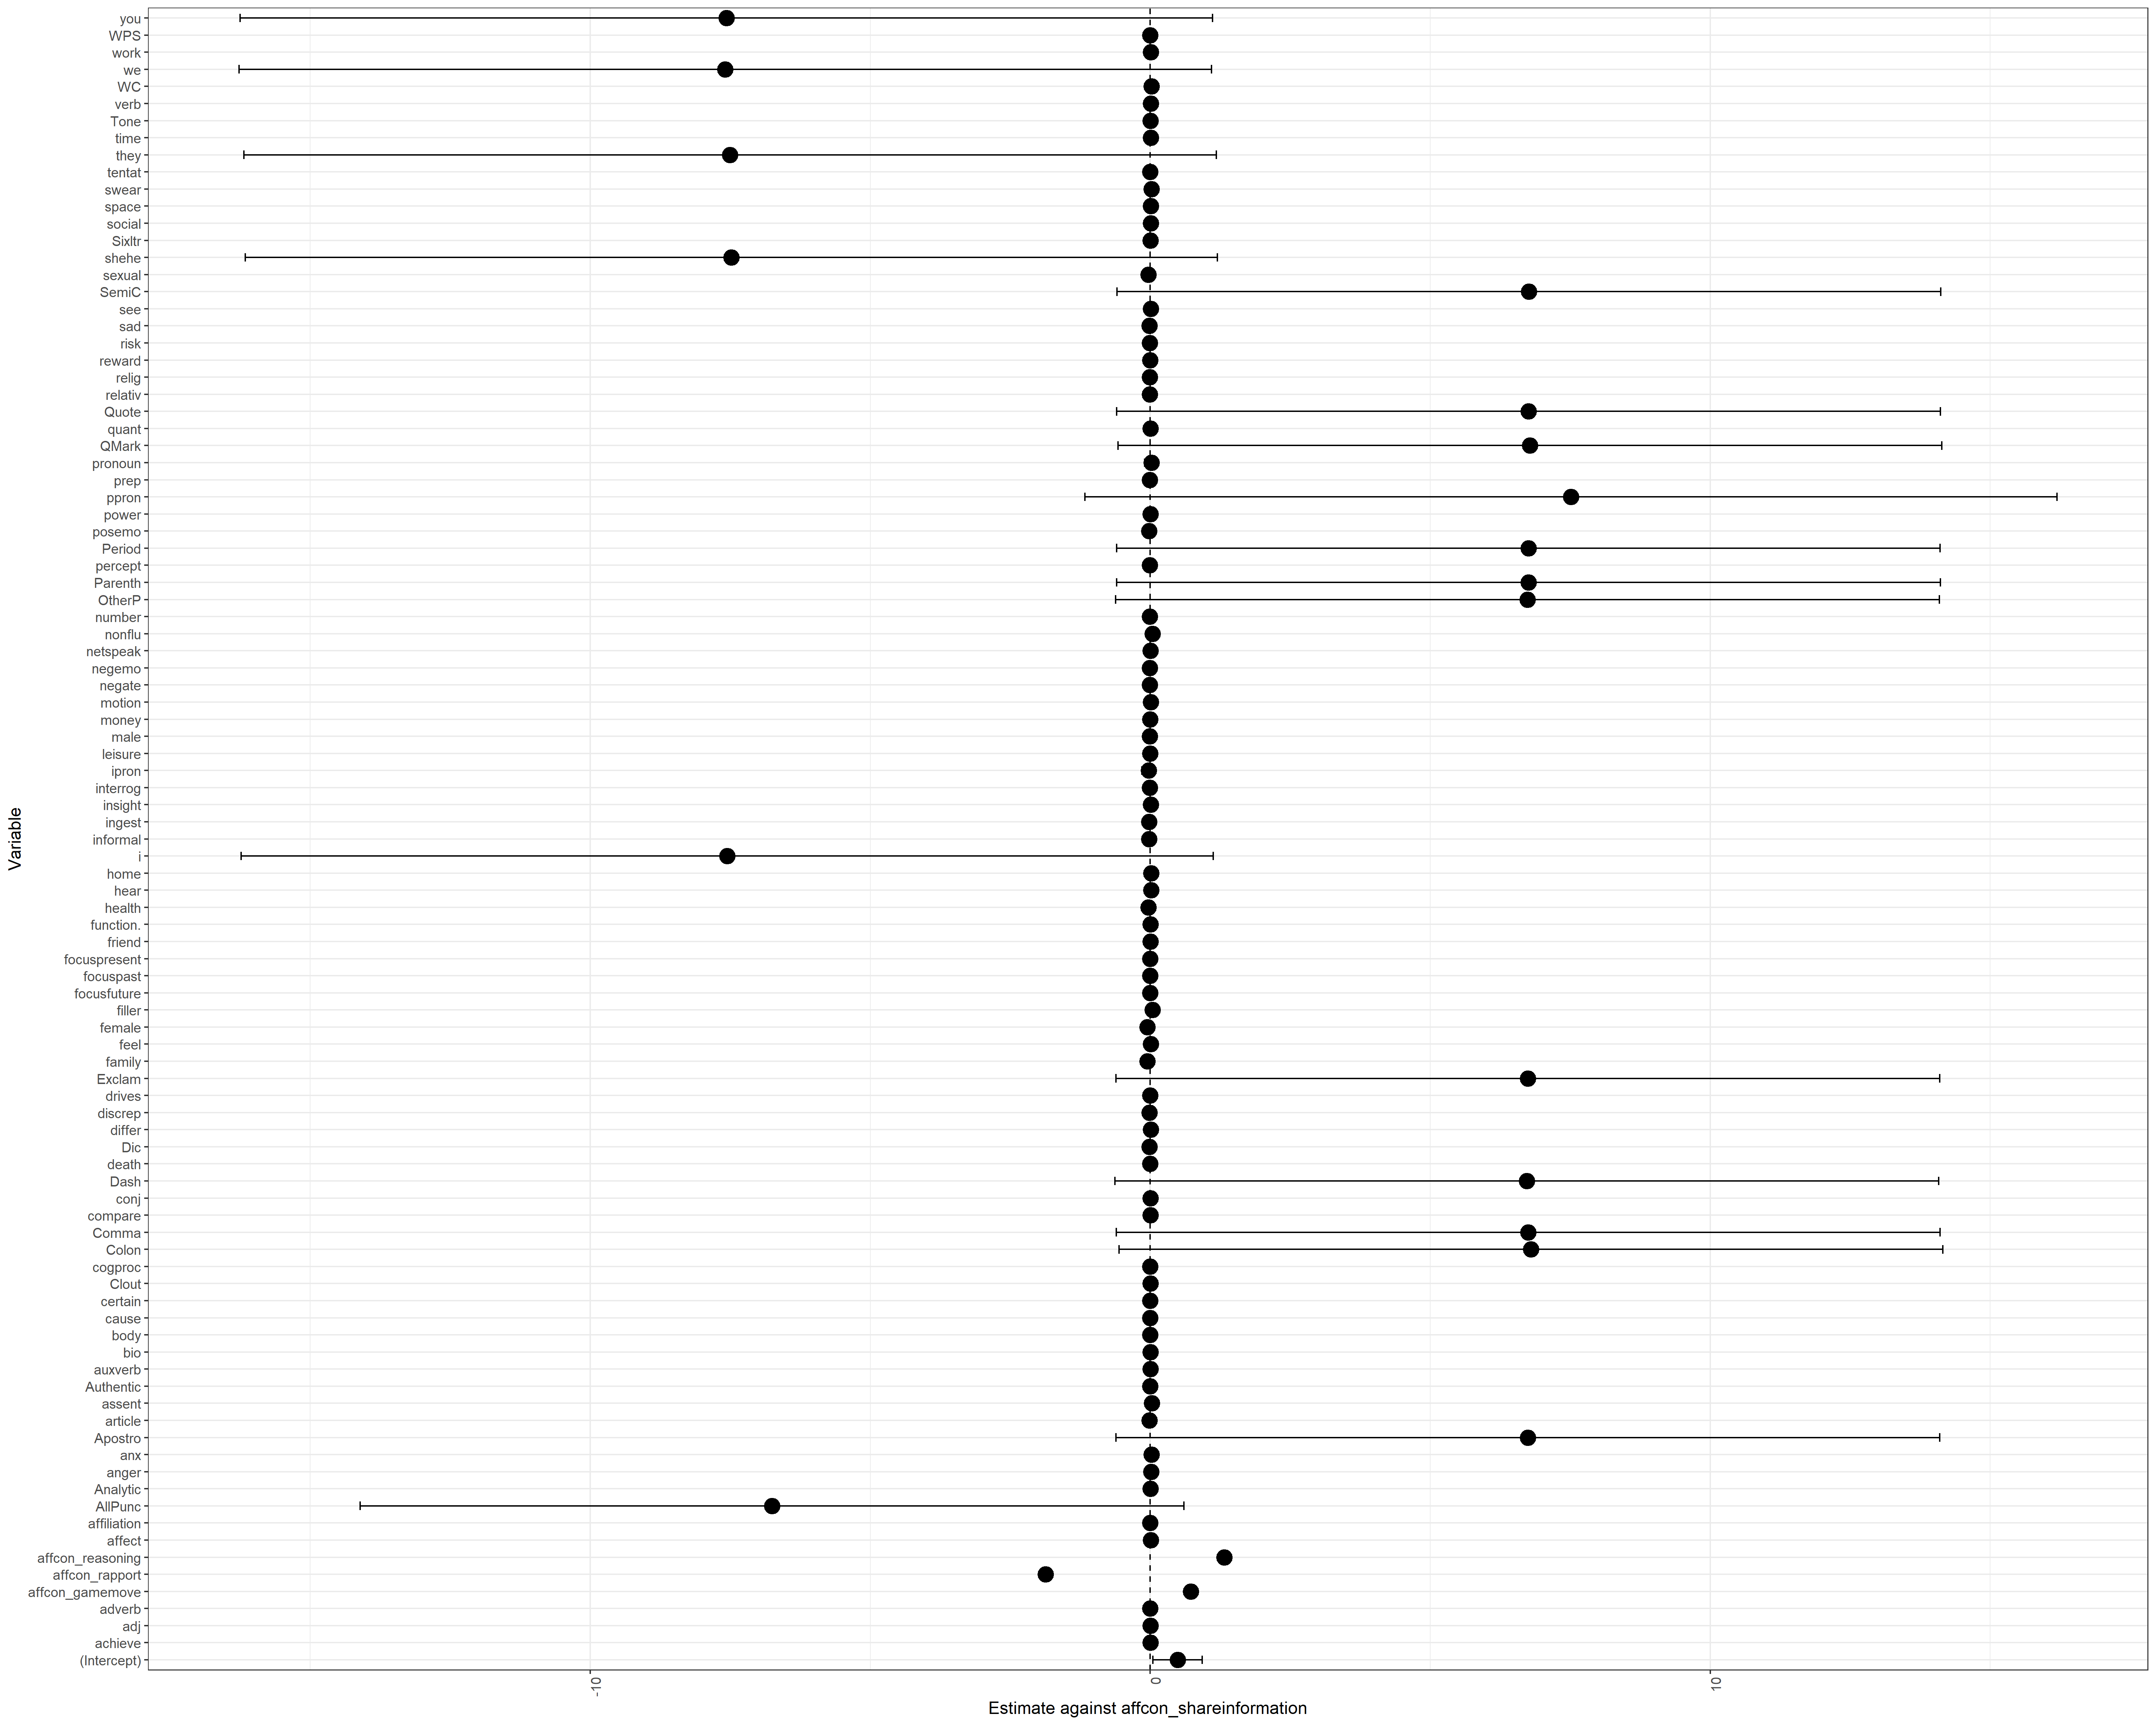 you
WPS
work
we
WC
verb
Tone
time
they
tentat
swear
space
social
Sixltr
shehe
sexual
SemiC
see
sad
risk
reward
relig
relativ
Quote
quant
QMark
pronoun
prep
ppron
power
posemo
Period
percept
Parenth
OtherP
number
nonflu
netspeak
negemo
negate
motion
money
male
leisure
ipron
interrog
insight
ingest
informal
i
home
hear
health
function.
friend
focuspresent
focuspast
focusfuture
filler
female
feel
family
Exclam
drives
discrep
differ
Dic
death
Dash
conj
compare
Comma
Colon
cogproc
Clout
certain
cause
body
bio
auxverb
Authentic
assent
article
Apostro
anx
anger
Analytic
AllPunc
affiliation
affect
affcon_reasoning
affcon_rapport
affcon_gamemove
adverb
adj
achieve
(Intercept)
Variable
-10
0
10
Estimate against affcon_shareinformation